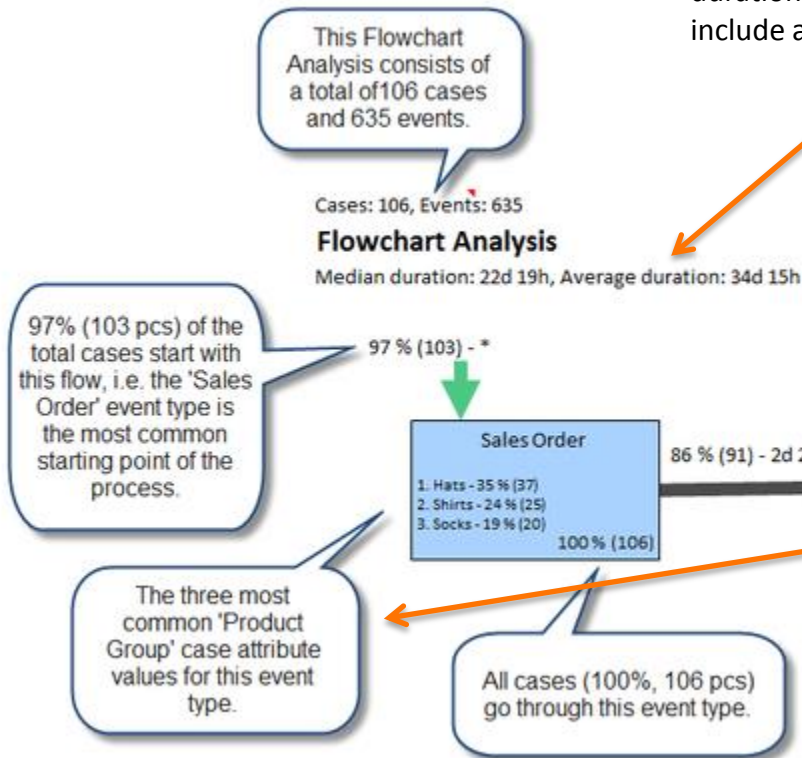 include a
This Flowchart
Analysis consists of
a total of106 cases
and 635 events.
Cases: 106, Events: 635
Flowchart Analysis
Median duration: 22d 19h, Average duration: 34d 15h
97% (103 pcs) of the
total cases start with
this flow, i.e. the 'Sales
Order' event type is
the most common
starting point of the
process.
97 % (103) - *
Sales Order
1. Hats - 35 % (37)
2. Shirts - 24 % (25)
3. Socks - 19 % (20)
100 % (106)
86 % (91) - 2d
The three most
common 'Product
Group' case attribute
values for this event
type.
All cases (100%, 106 pcs)
go through this event type.